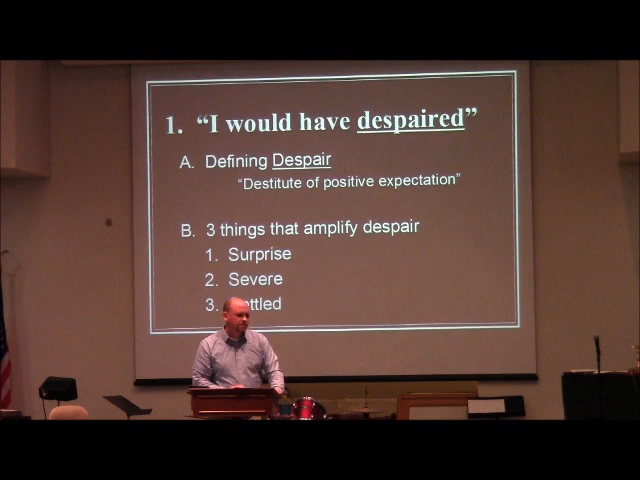 1. “I would have despaired”
A. Defining Despair
“Destitute of positive expectation”
B. 3 things that amplify despair
1. Surprise
2. Severe
3.